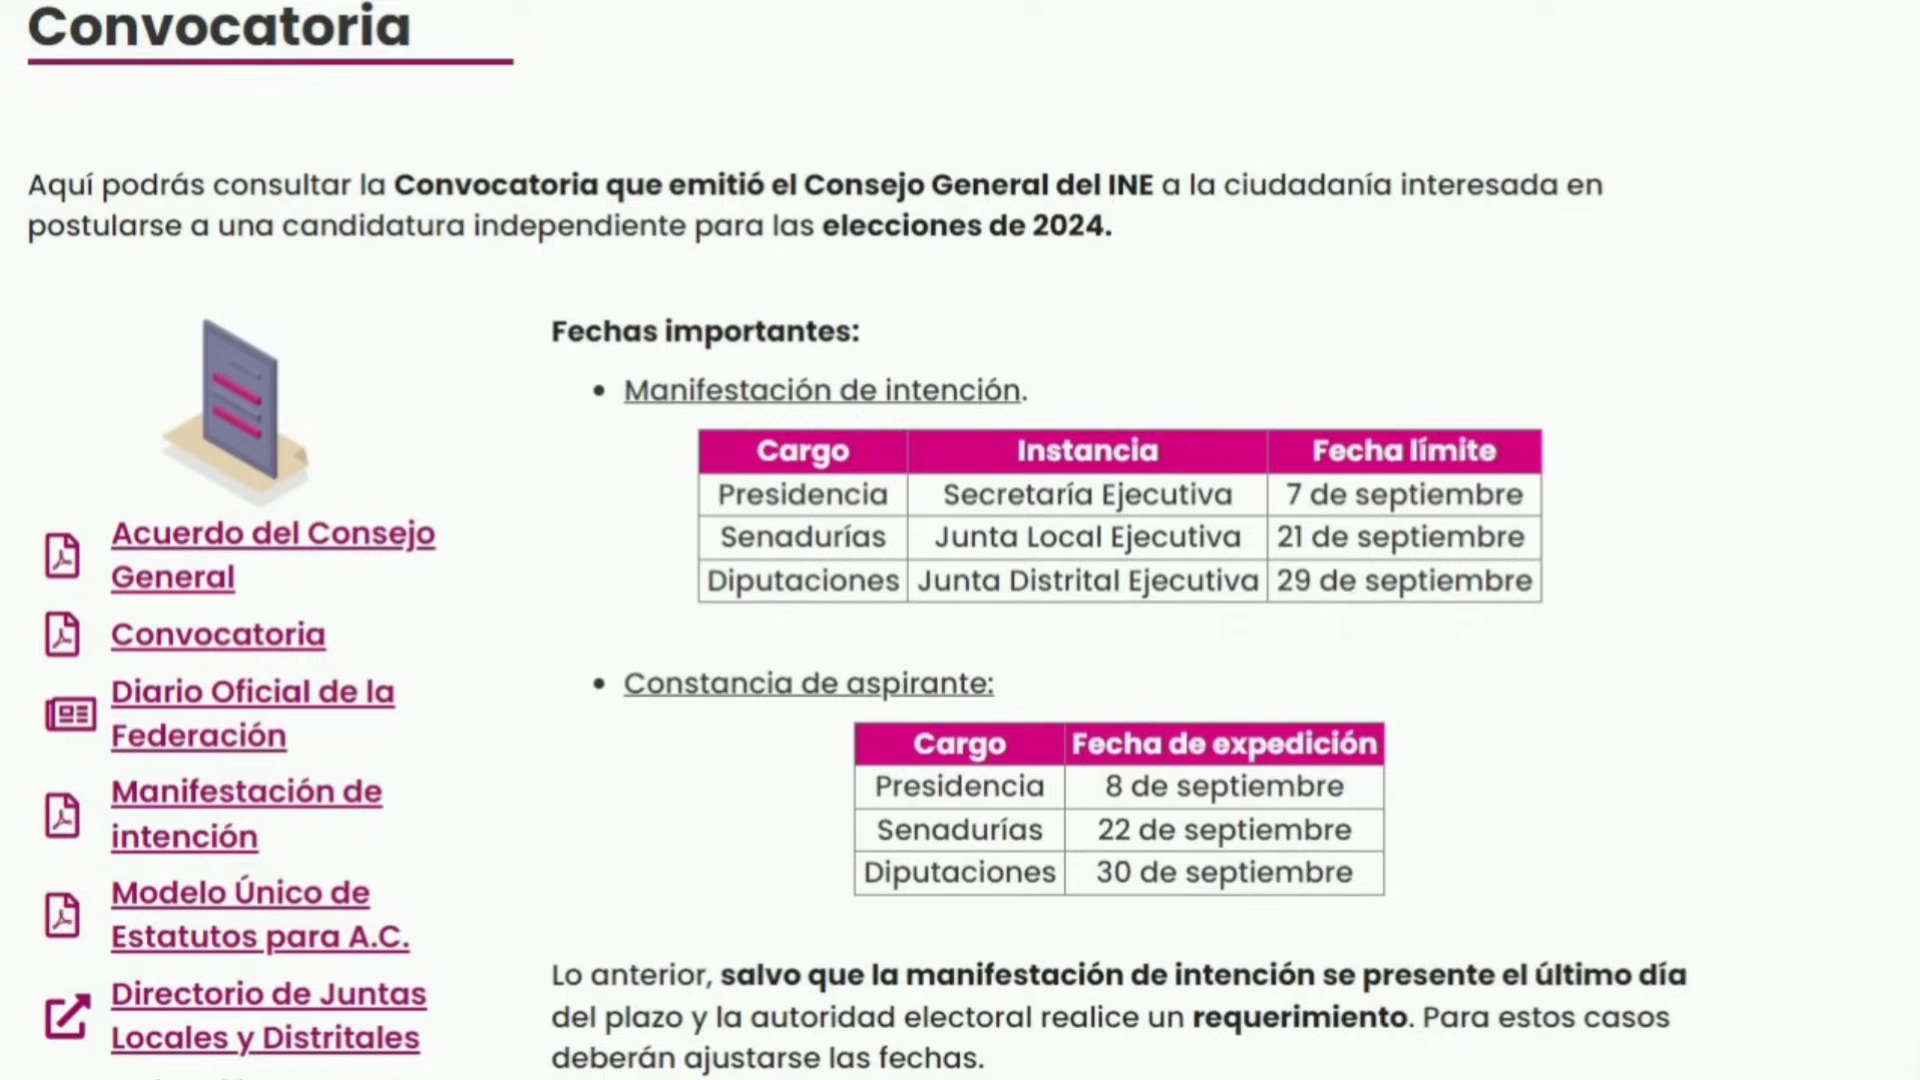 Convocatoria
Aquí podrás consultar la Convocatoria que emitió el Consejo General del INE a la ciudadanía interesada en
postularse a una candidatura independiente para las elecciones de 2024.
Acuerdo del Consejo
General
Convocatoria
Diario Oficial de la
Federación
Manifestación de
intención
Modelo Único de
Estatutos para A.C.
Directorio de Juntas
Locales y Distritales
Fechas importantes:
• Manifestación de intención.
Cargo Instancia Fecha límite
Presidencia Secretaría Ejecutiva 7 de septiembre
Senadurías Junta Local Ejecutiva 21 de septiembre
Diputaciones Junta Distrital Ejecutiva 29 de septiembre
• Constancia de aspirante:
Cargo Fecha de expedición
Presidencia 8 de septiembre
Senadurías 22 de septiembre
Diputaciones 30 de septiembre
Lo anterior, salvo que la manifestación de intención se presente el último día
del plazo y la autoridad electoral realice un requerimiento. Para estos casos
deberán ajustarse las fechas.